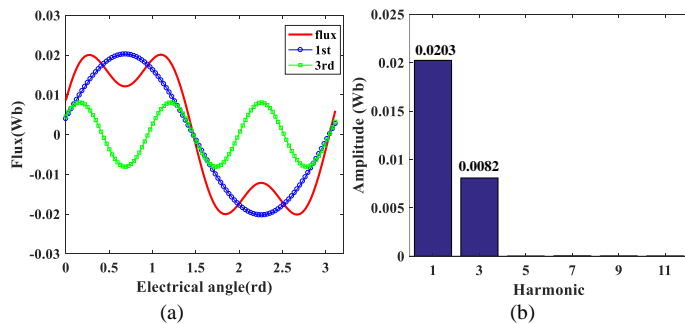 0.03
0.02
0.01
0
-0.01
-0.02
-0.03
Flux(Wb)
0 0.5 1 1.5 2 2.5 3
Electrical angle(rd)
flux
1st
3rd
(a)
0.025
0.02
0.015
0.01
0.005
0
Amplitude (Wb)
0.0203
0.0082
1 3 5 7 9 11
Harmonic
(b)